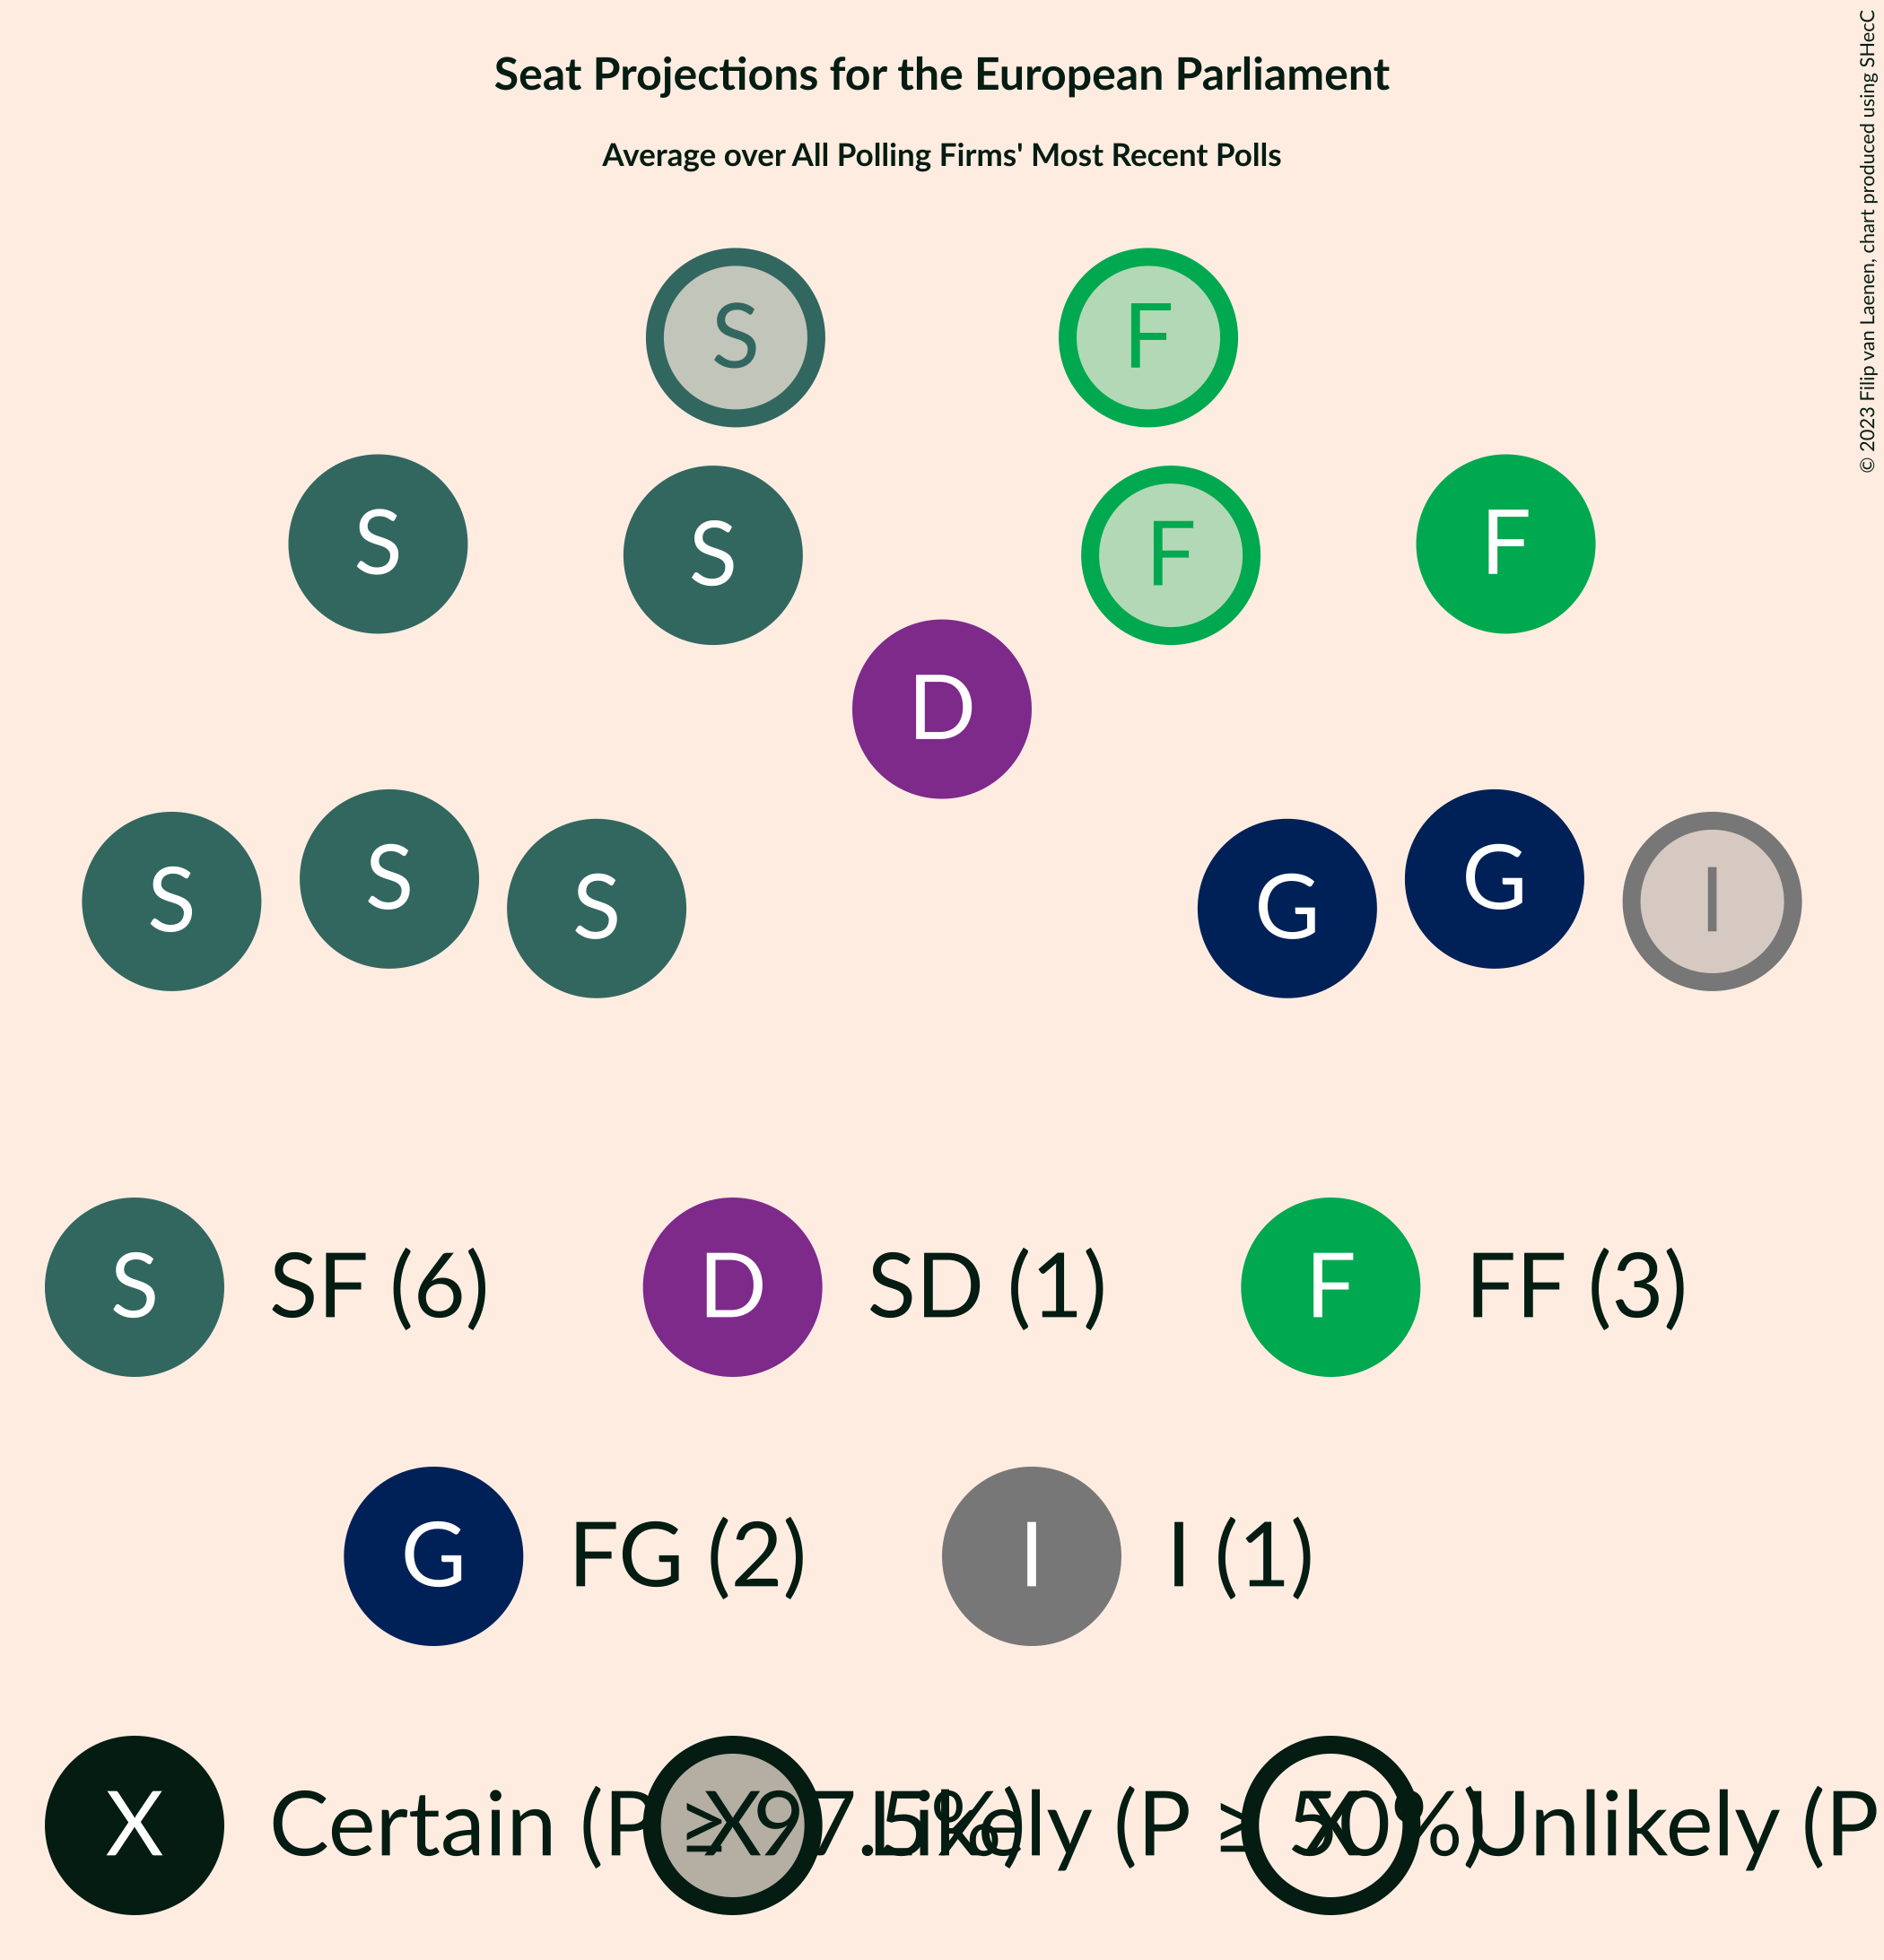 Seat Projections for the European Parliament
Average over All Polling Firms' Most Recent Polls
© 2023 Filip van Laenen, chart produced using SHecC
S F
S S F F
D
S S S G G I
S SF (6) D SD (1) F FF (3)
G FG (2) I I (1)
X Certain (P ≥ 97.5%) X Likely (P ≥ 50%) X Unlikely (P